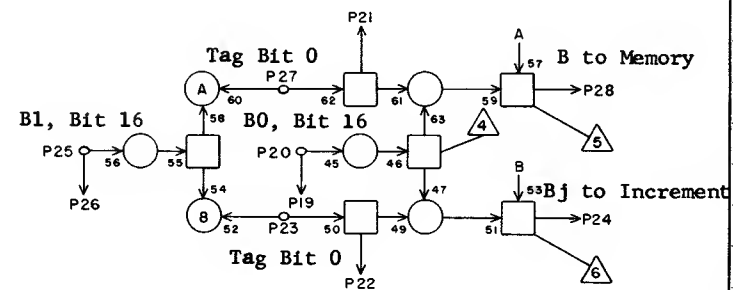 P21
Tag Bit 0
A
P27
57
B to Memory
A
60
62
61
59
P28
58
63
B1, Bit 16
B0, Bit 16
4
5
P25
56
55
P20
45
46
54
47
B
P26
P19
53
Bj to Increment
B
52
P23
50
49
51
P24
Tag Bit 0
6
P22